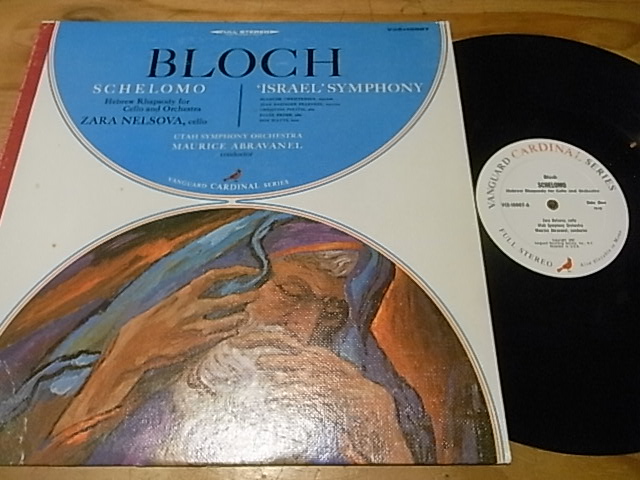 FULL STEREO
BLOCH
SCHELOMO
Hebrew Rhapsody for
Cello and Orchestra
ZARA NELSOVA, cello
'ISRAEL' SYMPHONY
UTAH SYMPHONY ORCHESTRA
MAURICE ABRAVANEL
conductor
VANGUARD CARDINAL SERIES
VANGUARD CARDINAL SERIES
Bloch
SCHELOMO
Hebrew Rhapsody for Cello and Orchestra
Side One
Zara Nelsova, cello
Utah Symphony Orchestra
Maurice Abravanel, conductor
FULL STEREO